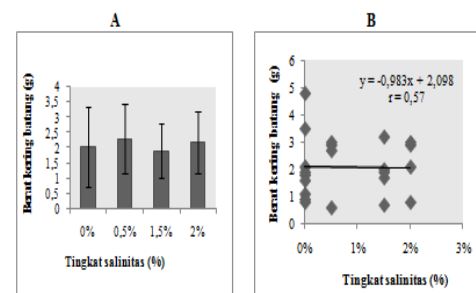 A
Berat kering batang (g)
4
3,5
3
2,5
2
1,5
1
0,5
0
0% 0,5% 1,5% 2%
Tingkat salinitas (%)
B
Berat kering batang (g)
6
5
4
3
2
1
0
y = -0,983x + 2,098
r = 0,57
0% 1% 2% 3%
Tingkat salinitas (%)